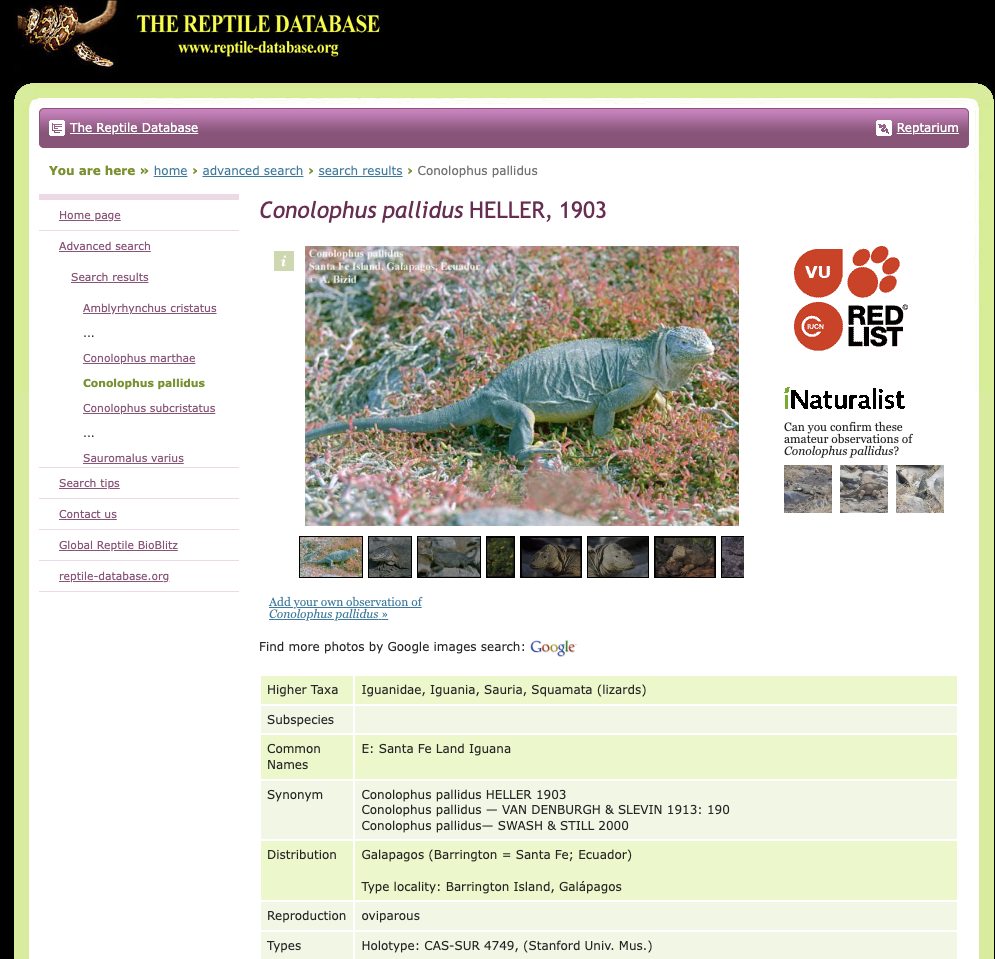 THE REPTILE DATABASE
www.reptile-database.org
The Reptile Database
Reptarium
You are here » home › advanced search › search results › Conolophus pallidus
Home page
Advanced search
Search results
Amblyrhynchus cristatus
...
Conolophus marthae
Conolophus pallidus
Conolophus subcristatus
...
Sauromalus varius
Search tips
Contact us
Global Reptile BioBlitz
reptile-database.org
Conolophus pallidus HELLER, 1903
i
Conolophus pallidus
Santa Fe Island, Galapagos, Ecuador
© A. Bizid
Add your own observation of
Conolophus pallidus »
Find more photos by Google images search: Google
VU
IUCN
RED
LIST
iNaturalist
Can you confirm these
amateur observations of
Conolophus pallidus?
Higher Taxa Iguanidae, Iguania, Sauria, Squamata (lizards)
Subspecies
Common
Names
E: Santa Fe Land Iguana
Synonym
Conolophus pallidus HELLER 1903
Conolophus pallidus — VAN DENBURGH & SLEVIN 1913: 190
Conolophus pallidus— SWASH & STILL 2000
Distribution
Galapagos (Barrington = Santa Fe; Ecuador)
Type locality: Barrington Island, Galápagos
Reproduction oviparous
Types Holotype: CAS-SUR 4749, (Stanford Univ. Mus.)